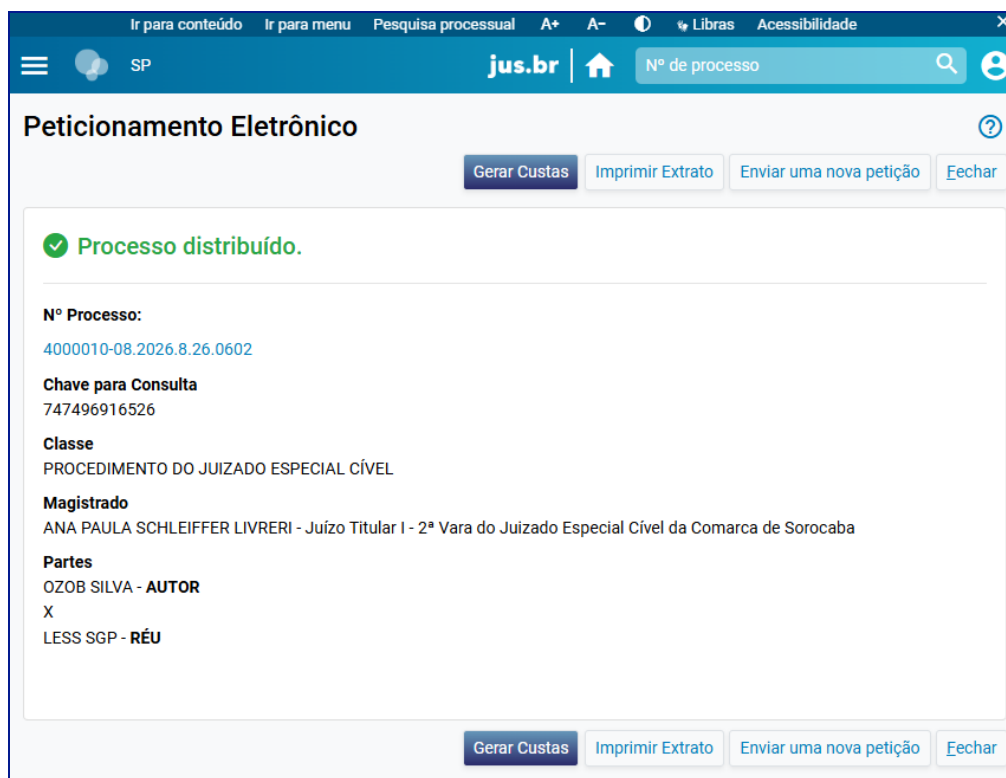 Ir para conteúdo Ir para menu Pesquisa processual A+ A- Libras Acessibilidade ×
SP jus.br Nº de processo
Peticionamento Eletrônico
Gerar Custas Imprimir Extrato Enviar uma nova petição Fechar
Processo distribuído.
Nº Processo:
4000010-08.2026.8.26.0602
Chave para Consulta
747496916526
Classe
PROCEDIMENTO DO JUIZADO ESPECIAL CÍVEL
Magistrado
ANA PAULA SCHLEIFFER LIVRERI - Juízo Titular I - 2ª Vara do Juizado Especial Cível da Comarca de Sorocaba
Partes
OZOB SILVA - AUTOR
X
LESS SGP - RÉU
Gerar Custas Imprimir Extrato Enviar uma nova petição Fechar